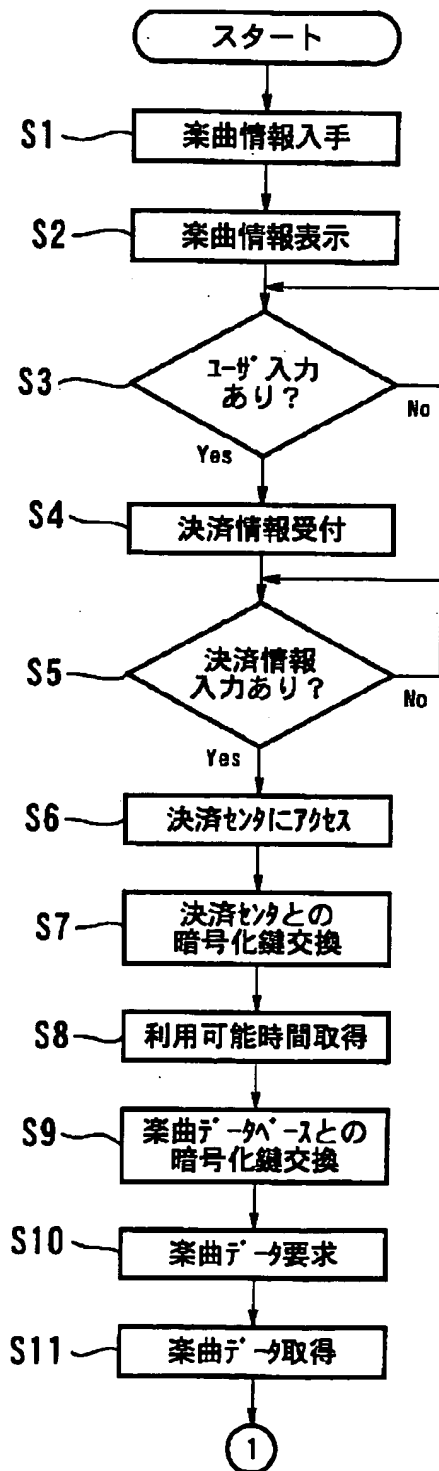 スタート
S1
楽曲情報入手
S2
楽曲情報表示
S3
ﾕｰｻﾞ入力
あり？
No
Yes
S4
決済情報受付
S5
決済情報
入力あり？
No
Yes
S6
決済ｾﾝﾀにｱｸｾｽ
S7
決済ｾﾝﾀとの
暗号化鍵交換
S8
利用可能時間取得
S9
楽曲ﾃﾞｰﾀﾍﾞｰｽとの
暗号化鍵交換
S10
楽曲ﾃﾞｰﾀ要求
S11
楽曲ﾃﾞｰﾀ取得
1